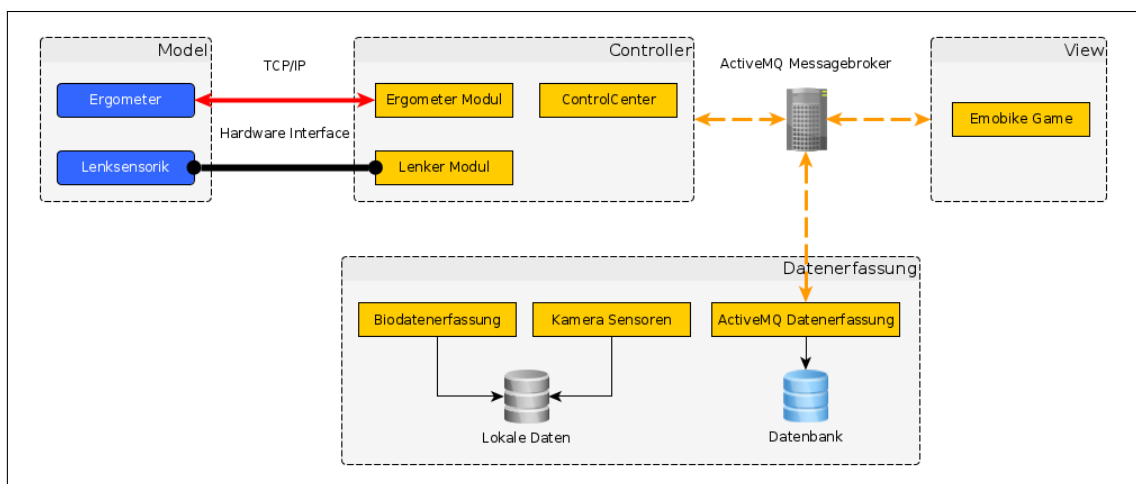 Model
Controller
View
TCP/IP
ActiveMQ Messagebroker
Ergometer
Ergometer Modul
ControlCenter
Emobike Game
Hardware Interface
Lenksensorik
Lenker Modul
Datenerfassung
Biodatenerfassung
Kamera Sensoren
ActiveMQ Datenerfassung
Lokale Daten
Datenbank